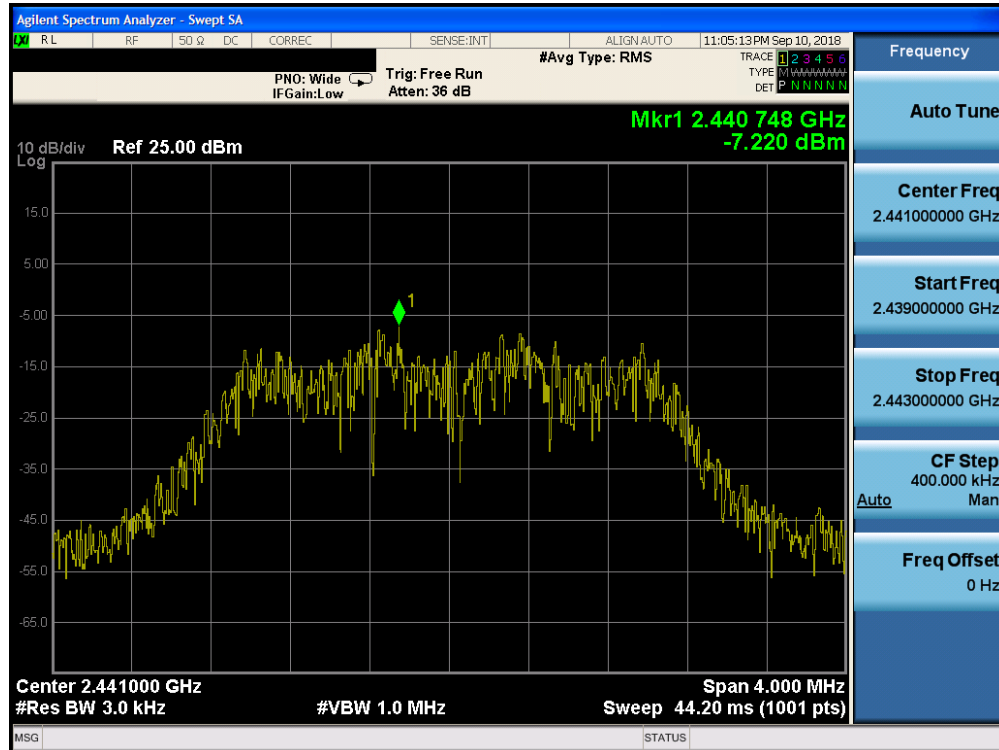 Agilent Spectrum Analyzer - Swept SA
LXI RL RF 50 Ω DC CORREC SENSE:INT ALIGN AUTO 11:05:13 PM Sep 10, 2018
#Avg Type: RMS TRACE 1 2 3 4 5 6
PNO: Wide Trig: Free Run TYPE M WWWWWW
IFGain:Low Atten: 36 dB DET P N N N N N
Mkr1 2.440 748 GHz
-7.220 dBm
10 dB/div Ref 25.00 dBm
Log
15.0
5.00
1
-5.00
-15.0
-25.0
-35.0
-45.0
-55.0
-65.0
Center 2.441000 GHz Span 4.000 MHz
#Res BW 3.0 kHz #VBW 1.0 MHz Sweep 44.20 ms (1001 pts)
MSG STATUS
Frequency
Auto Tune
Center Freq
2.441000000 GHz
Start Freq
2.439000000 GHz
Stop Freq
2.443000000 GHz
CF Step
400.000 kHz
Auto Man
Freq Offset
0 Hz